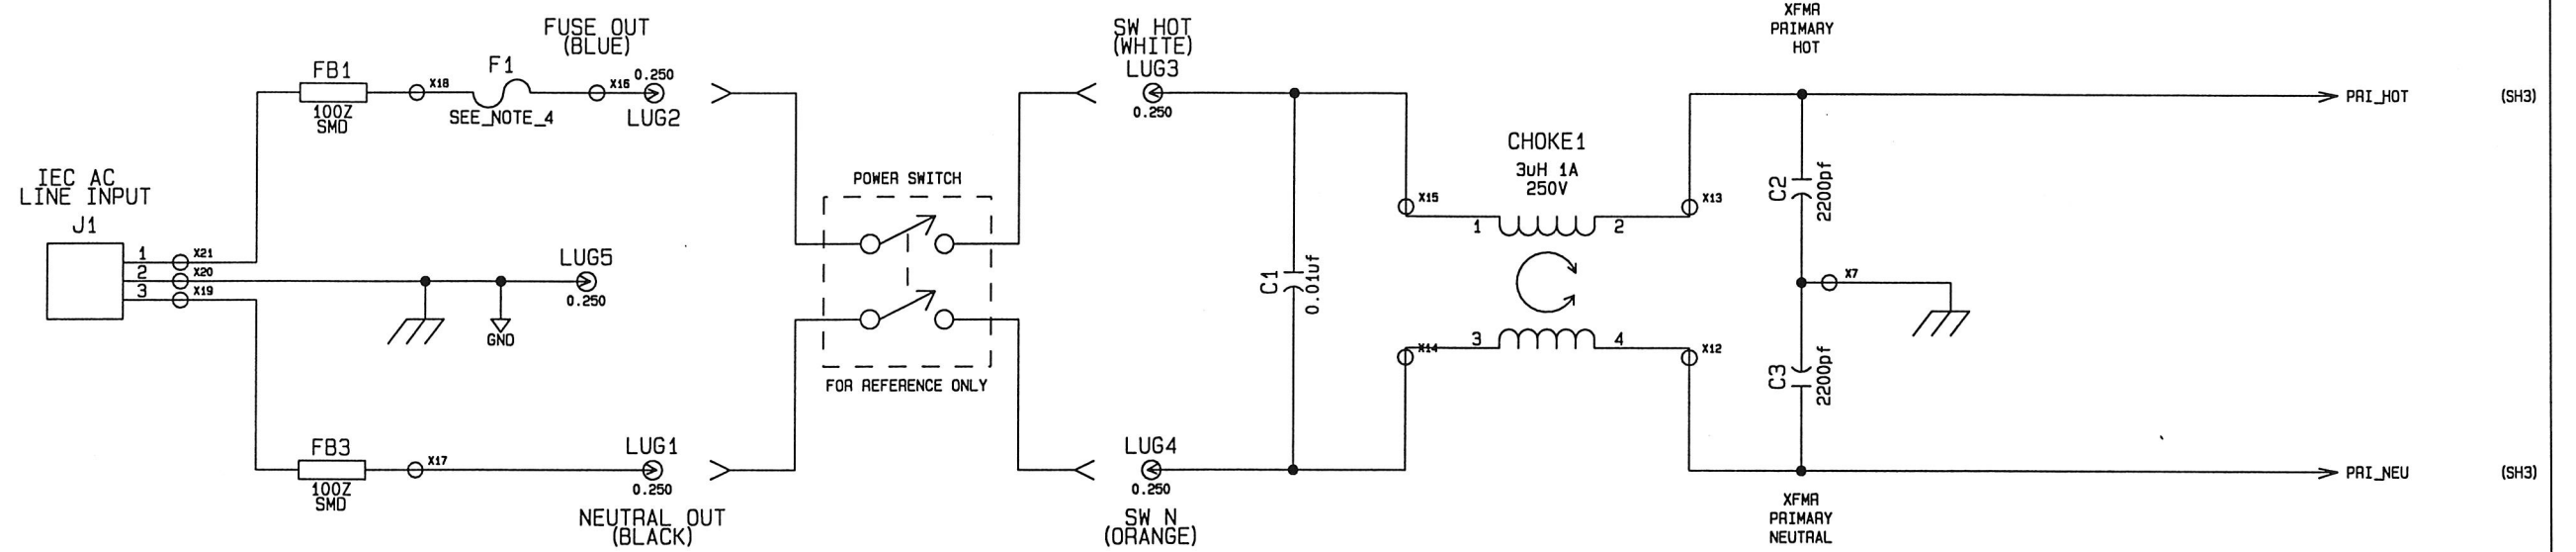 XFMR
PRIMARY
HOT
FUSE OUT
(BLUE)
SW HOT
(WHITE)
LUG3
0.250
FB1
100Z
SMD
X18
F1
SEE_NOTE_4
X16
0.250
LUG2
PRI_HOT
(SH3)
IEC AC
LINE INPUT
J1
1
X21
2
X20
3
X19
LUG5
0.250
GND
POWER SWITCH
FOR REFERENCE ONLY
C1
0.01uf
CHOKE1
3uH 1A
250V
X15
1
2
X13
X14
3
4
X12
C2
2200pf
X7
C3
2200pf
FB3
100Z
SMD
X17
LUG1
0.250
NEUTRAL OUT
(BLACK)
LUG4
0.250
SW N
(ORANGE)
PRI_NEU
(SH3)
XFMR
PRIMARY
NEUTRAL